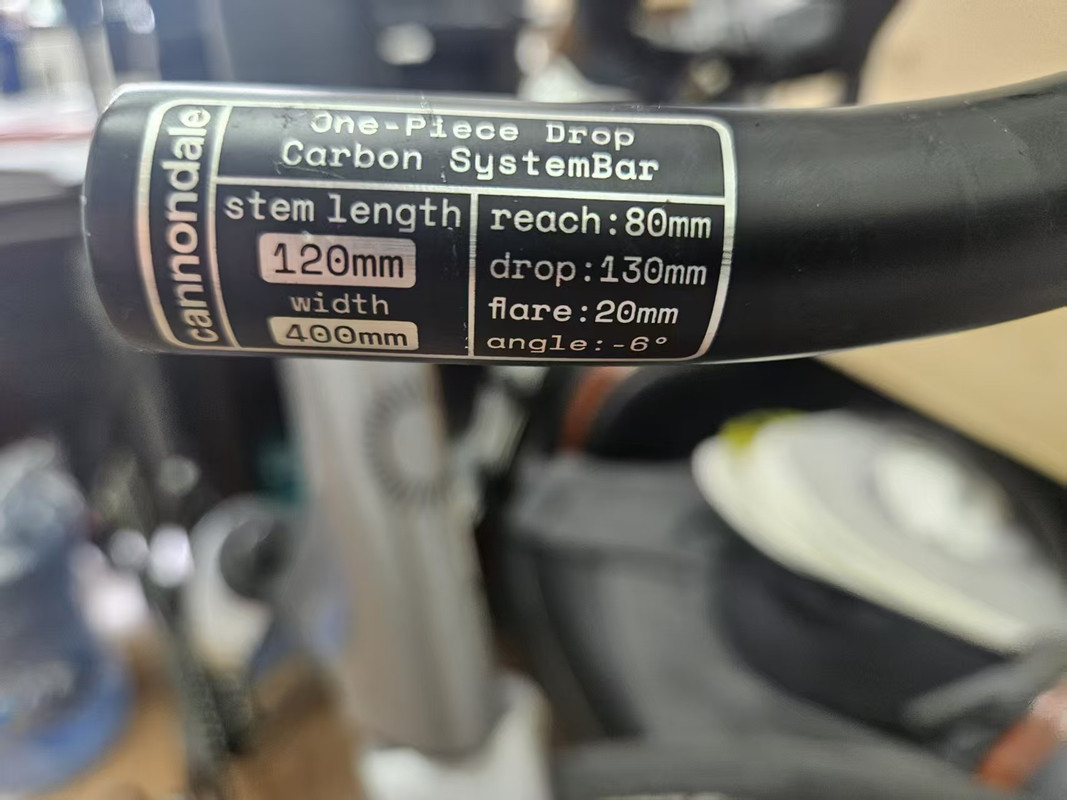 cannondale
One-Piece Drop
Carbon SystemBar
stem length
120mm
width
400mm
reach:80mm
drop:130mm
flare:20mm
angle:-6°